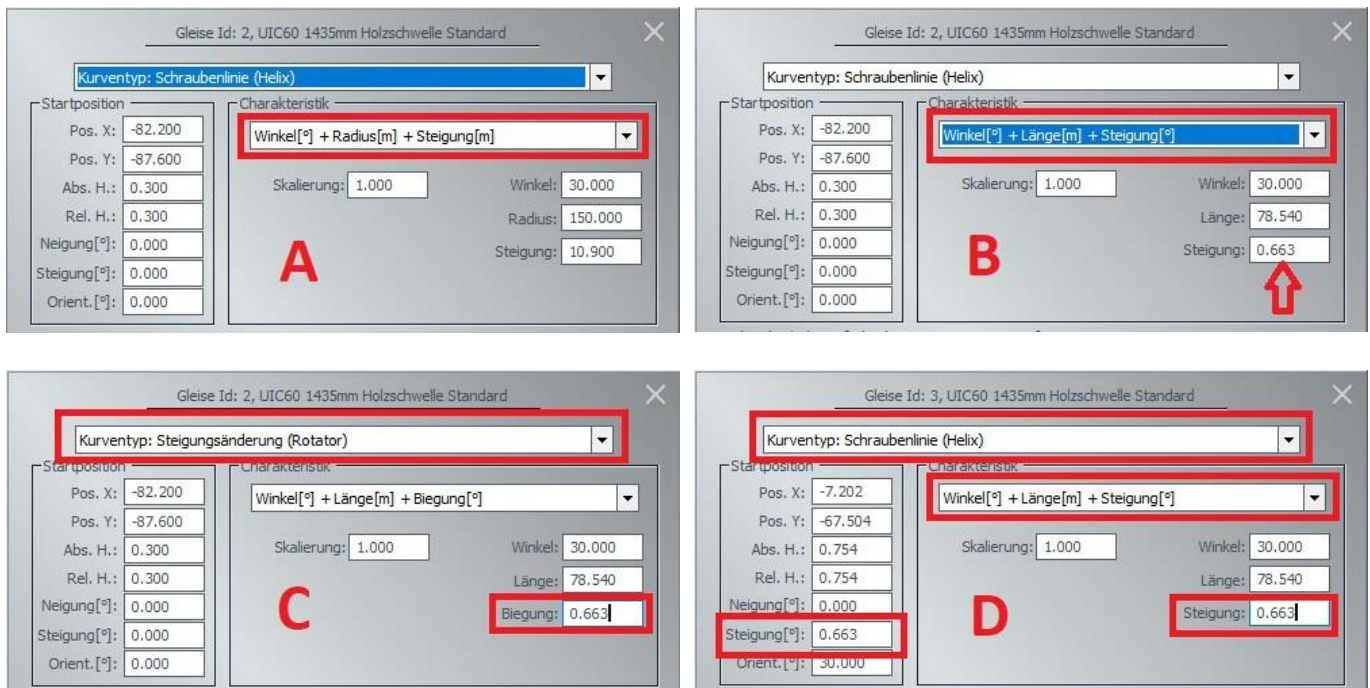 Gleise Id: 2, UIC60 1435mm Holzschwelle Standard
Kurventyp: Schraubenlinie (Helix)
Startposition
Pos. X: -82.200
Pos. Y: -87.600
Abs. H.: 0.300
Rel. H.: 0.300
Neigung[°]: 0.000
Steigung[°]: 0.000
Orient.[°]: 0.000
Charakteristik
Winkel[°] + Radius[m] + Steigung[m]
Skalierung: 1.000
Winkel: 30.000
Radius: 150.000
Steigung: 10.900
A
Gleise Id: 2, UIC60 1435mm Holzschwelle Standard
Kurventyp: Schraubenlinie (Helix)
Startposition
Pos. X: -82.200
Pos. Y: -87.600
Abs. H.: 0.300
Rel. H.: 0.300
Neigung[°]: 0.000
Steigung[°]: 0.000
Orient.[°]: 0.000
Charakteristik
Winkel[°] + Länge[m] + Steigung[°]
Skalierung: 1.000
Winkel: 30.000
Länge: 78.540
Steigung: 0.663
B
Gleise Id: 2, UIC60 1435mm Holzschwelle Standard
Kurventyp: Steigungsänderung (Rotator)
Startposition
Pos. X: -82.200
Pos. Y: -87.600
Abs. H.: 0.300
Rel. H.: 0.300
Neigung[°]: 0.000
Steigung[°]: 0.000
Orient.[°]: 0.000
Charakteristik
Winkel[°] + Länge[m] + Biegung[°]
Skalierung: 1.000
Winkel: 30.000
Länge: 78.540
Biegung: 0.663
C
Gleise Id: 3, UIC60 1435mm Holzschwelle Standard
Kurventyp: Schraubenlinie (Helix)
Startposition
Pos. X: -7.202
Pos. Y: -67.504
Abs. H.: 0.754
Rel. H.: 0.754
Neigung[°]: 0.000
Steigung[°]: 0.663
Orient.[°]: 30.000
Charakteristik
Winkel[°] + Länge[m] + Steigung[°]
Skalierung: 1.000
Winkel: 30.000
Länge: 78.540
Steigung: 0.663
D